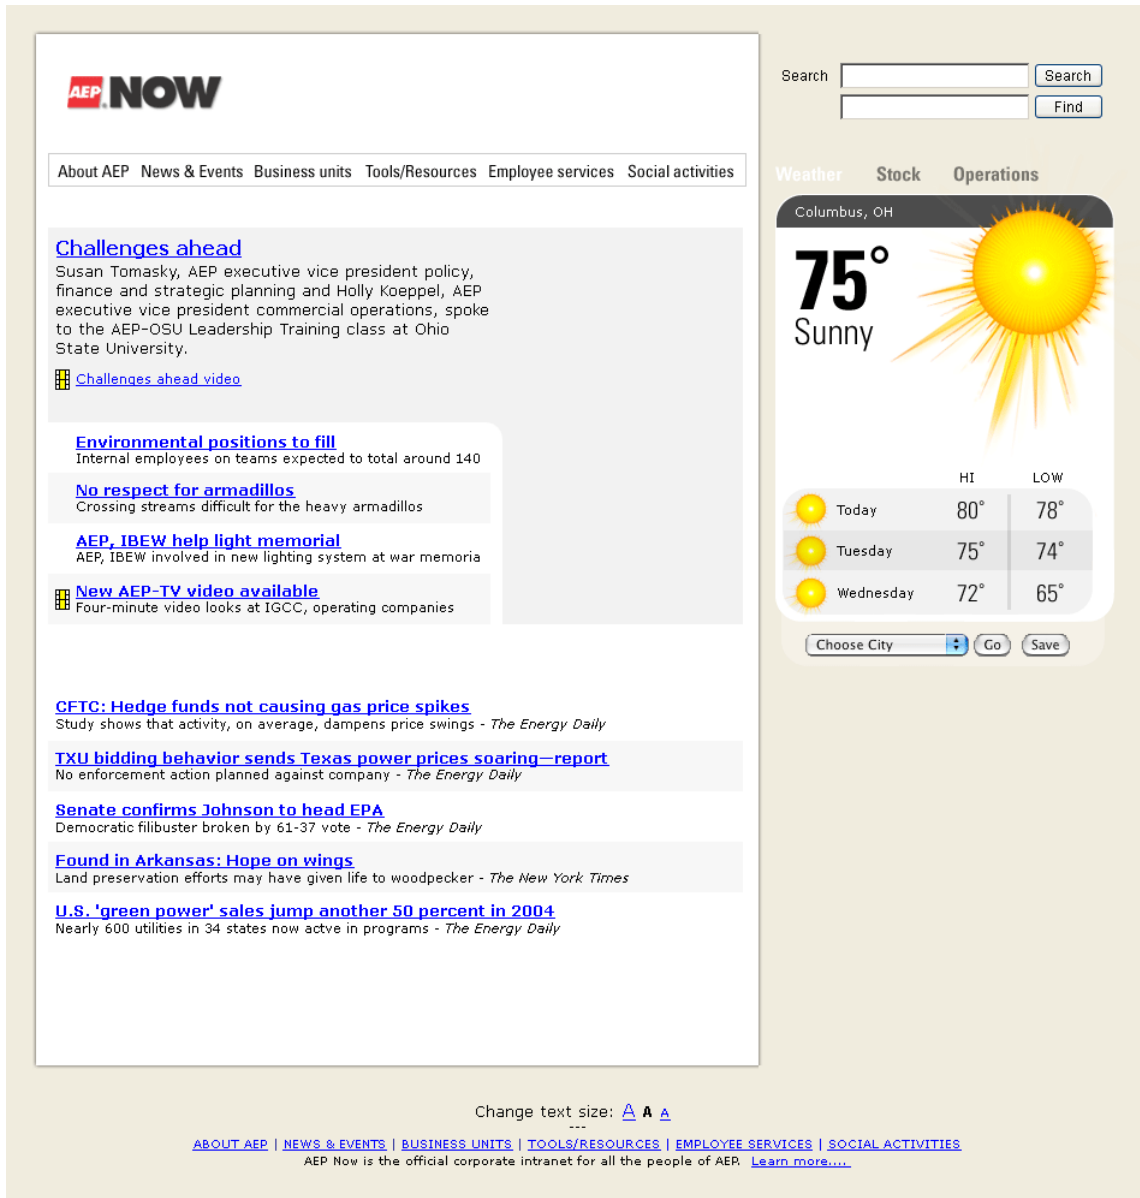 AEP NOW
Search
Search
Find
About AEP News & Events Business units Tools/Resources Employee services Social activities
Weather Stock Operations
Columbus, OH
75°
Sunny
Challenges ahead
Susan Tomasky, AEP executive vice president policy,
finance and strategic planning and Holly Koeppel, AEP
executive vice president commercial operations, spoke
to the AEP-OSU Leadership Training class at Ohio
State University.
Challenges ahead video
Environmental positions to fill
Internal employees on teams expected to total around 140
No respect for armadillos
Crossing streams difficult for the heavy armadillos
AEP, IBEW help light memorial
AEP, IBEW involved in new lighting system at war memoria
New AEP-TV video available
Four-minute video looks at IGCC, operating companies
HI LOW
Today 80° 78°
Tuesday 75° 74°
Wednesday 72° 65°
Choose City Go Save
CFTC: Hedge funds not causing gas price spikes
Study shows that activity, on average, dampens price swings - The Energy Daily
TXU bidding behavior sends Texas power prices soaring—report
No enforcement action planned against company - The Energy Daily
Senate confirms Johnson to head EPA
Democratic filibuster broken by 61-37 vote - The Energy Daily
Found in Arkansas: Hope on wings
Land preservation efforts may have given life to woodpecker - The New York Times
U.S. 'green power' sales jump another 50 percent in 2004
Nearly 600 utilities in 34 states now actve in programs - The Energy Daily
Change text size: A A A
---
ABOUT AEP | NEWS & EVENTS | BUSINESS UNITS | TOOLS/RESOURCES | EMPLOYEE SERVICES | SOCIAL ACTIVITIES
AEP Now is the official corporate intranet for all the people of AEP. Learn more....